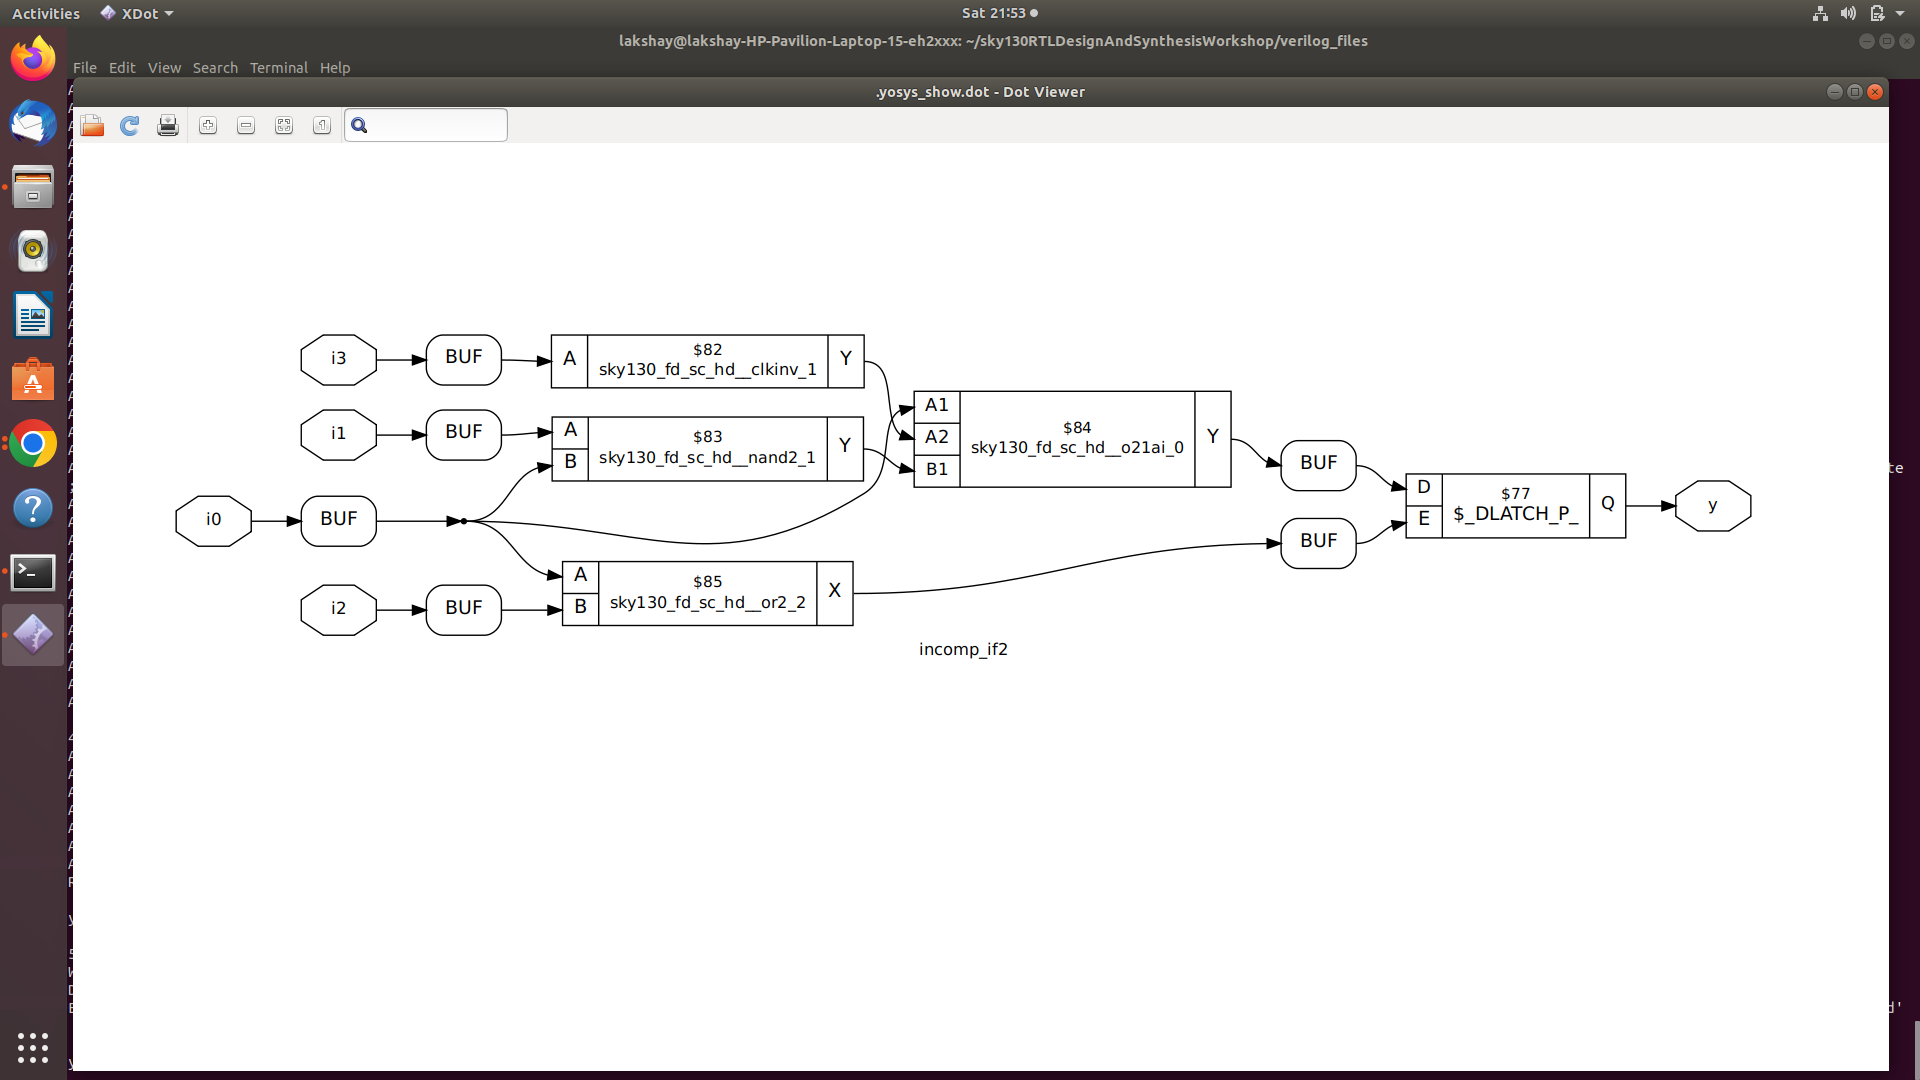 Activities XDot Sat 21:53
lakshay@lakshay-HP-Pavilion-Laptop-15-eh2xxx: ~/sky130RTLDesignAndSynthesisWorkshop/verilog_files
File Edit View Search Terminal Help
.yosys_show.dot - Dot Viewer
i3 BUF A $82 Y
sky130_fd_sc_hd__clkinv_1
i1 BUF A $83 Y
B sky130_fd_sc_hd__nand2_1
A1 $84 Y
A2 sky130_fd_sc_hd__o21ai_0
B1
i0 BUF
i2 BUF A $85 X
B sky130_fd_sc_hd__or2_2
BUF
BUF
D $77 Q y
E $_DLATCH_P_
incomp_if2
te
d'